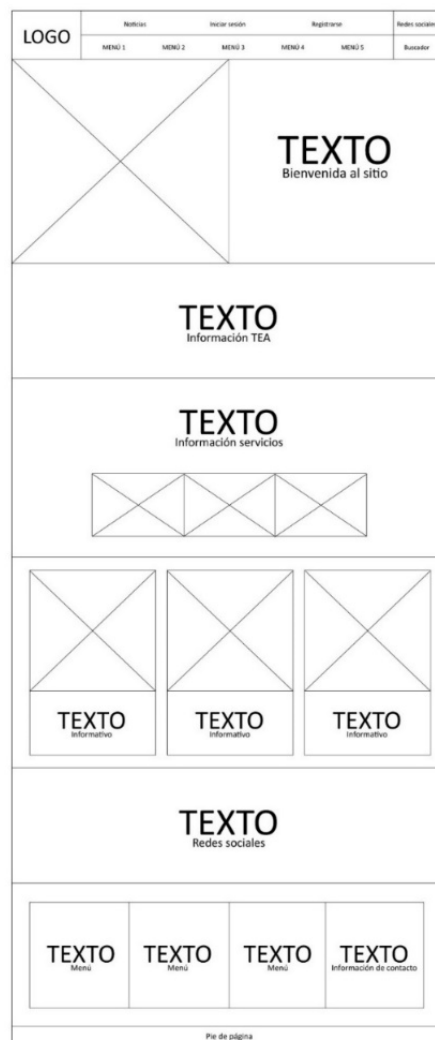 LOGO
Noticias Iniciar sesión Registrarse Redes sociales
MENÚ 1 MENÚ 2 MENÚ 3 MENÚ 4 MENÚ 5 Buscador
TEXTO
Bienvenida al sitio
TEXTO
Información TEA
TEXTO
Información servicios
TEXTO TEXTO TEXTO
Informativo Informativo Informativo
TEXTO
Redes sociales
TEXTO TEXTO TEXTO TEXTO
Menú Menú Menú Información de contacto
Pie de página